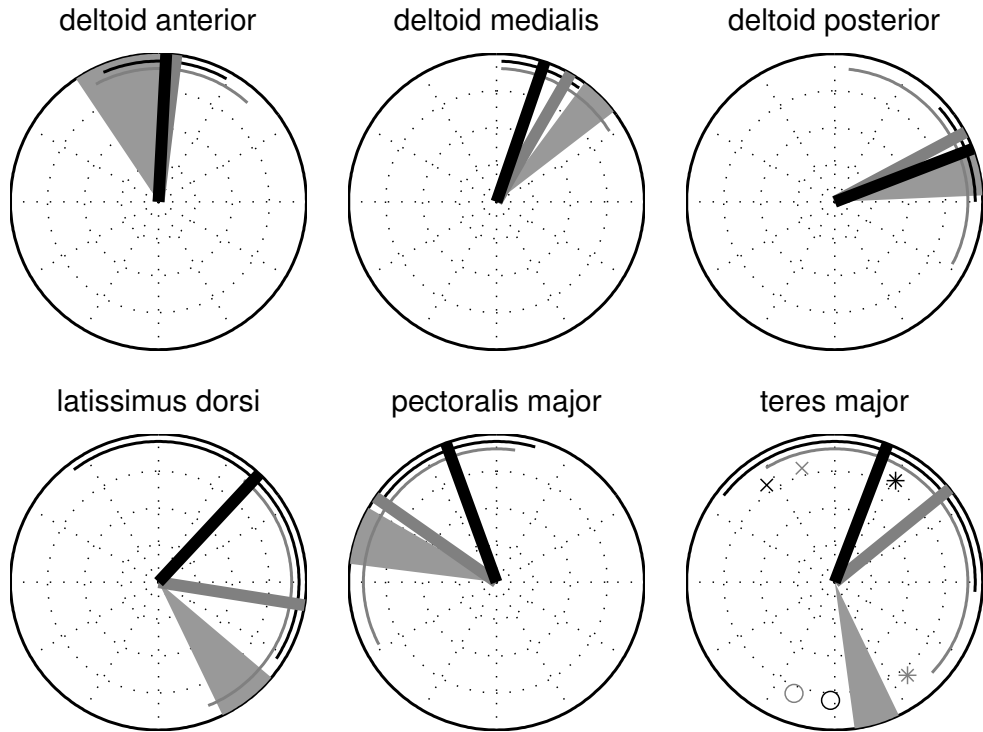 deltoid anterior
deltoid medialis
deltoid posterior
latissimus dorsi
pectoralis major
teres major